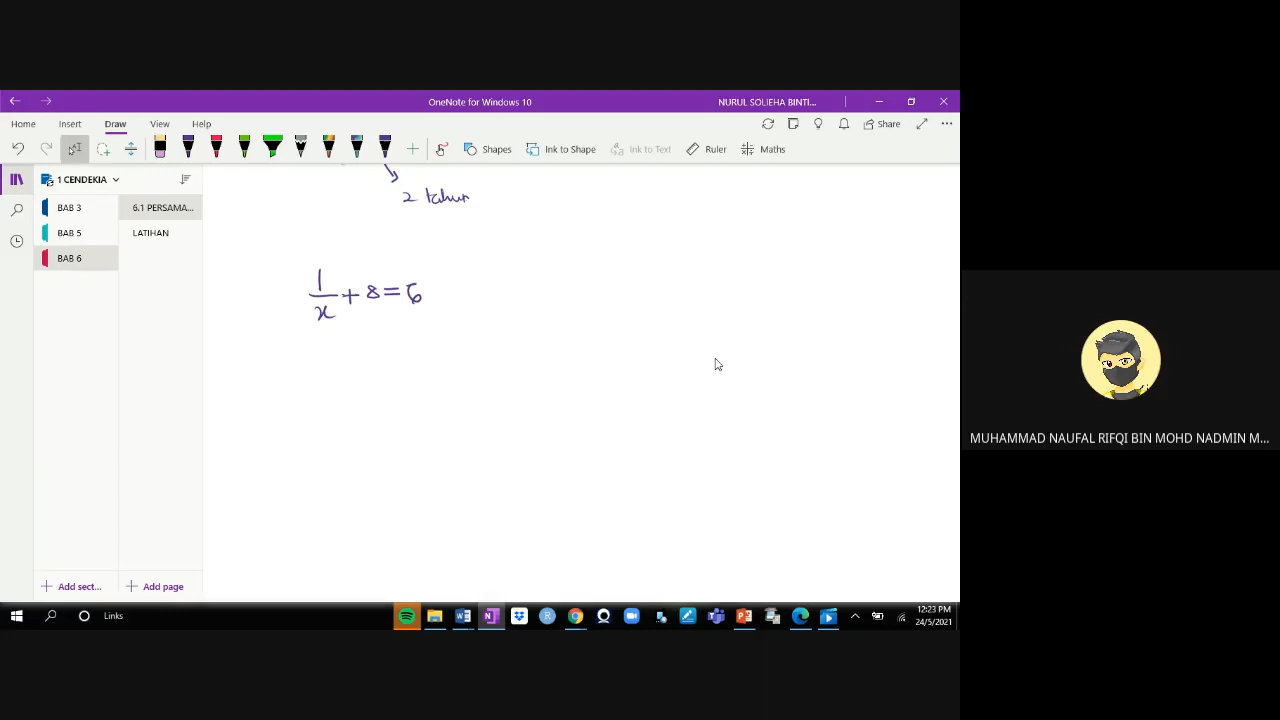 OneNote for Windows 10
NURUL SOLIEHA BINTI...
Home Insert Draw View Help
Share
Shapes Ink to Shape Ink to Text Ruler Maths
1 CENDEKIA
BAB 3
BAB 5
BAB 6
6.1 PERSAMA...
LATIHAN
2 tahun
1/x + 8 = 6
MUHAMMAD NAUFAL RIFQI BIN MOHD NADMIN M...
Add sect... Add page
Links
12:23 PM
24/5/2021